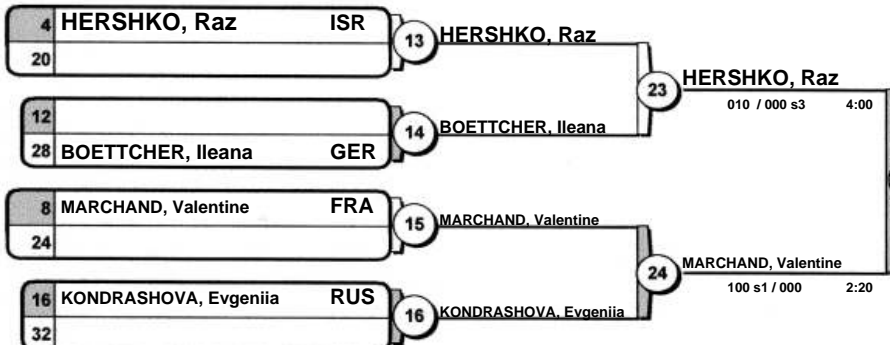 4 HERSHKO, Raz ISR
20
13 HERSHKO, Raz
12
28 BOETTCHER, Ileana GER
14 BOETTCHER, Ileana
23 HERSHKO, Raz
010 / 000 s3 4:00
8 MARCHAND, Valentine FRA
24
15 MARCHAND, Valentine
16 KONDRASHOVA, Evgeniia RUS
32
16 KONDRASHOVA, Evgeniia
24 MARCHAND, Valentine
100 s1 / 000 2:20